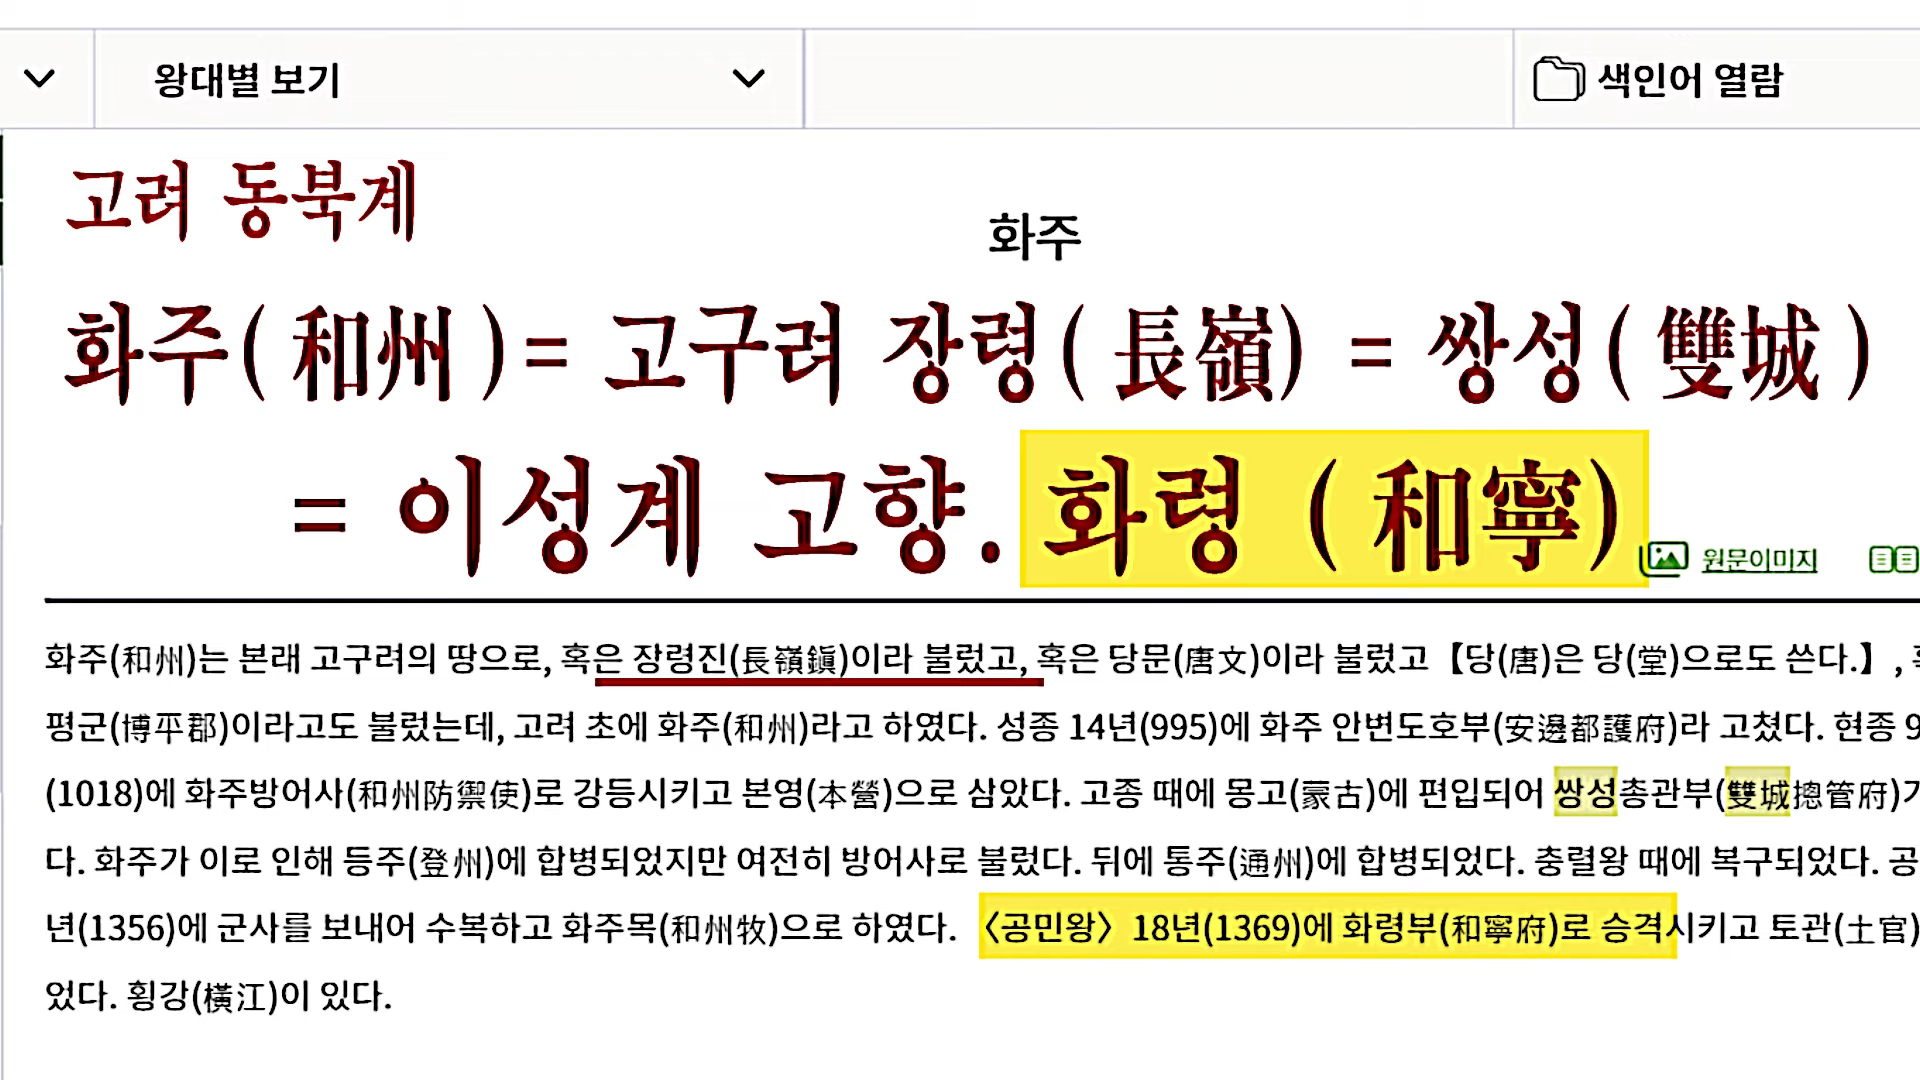 왕대별 보기
색인어 열람
고려 동북계
화주
화주(和州)= 고구려 장령(長嶺) = 쌍성(雙城)
= 이성계 고향. 화령 (和寧)
원문이미지
화주(和州)는 본래 고구려의 땅으로, 혹은 장령진(長嶺鎭)이라 불렀고, 혹은 당문(唐文)이라 불렀고【당(唐)은 당(堂)으로도 쓴다.】,
평군(博平郡)이라고도 불렀는데, 고려 초에 화주(和州)라고 하였다. 성종 14년(995)에 화주 안변도호부(安邊都護府)라 고쳤다. 현종 9
(1018)에 화주방어사(和州防禦使)로 강등시키고 본영(本營)으로 삼았다. 고종 때에 몽고(蒙古)에 편입되어 쌍성총관부(雙城摠管府)가
다. 화주가 이로 인해 등주(登州)에 합병되었지만 여전히 방어사로 불렀다. 뒤에 통주(通州)에 합병되었다. 충렬왕 때에 복구되었다. 공
년(1356)에 군사를 보내어 수복하고 화주목(和州牧)으로 하였다. 〈공민왕〉 18년(1369)에 화령부(和寧府)로 승격시키고 토관(土官)
었다. 횡강(橫江)이 있다.